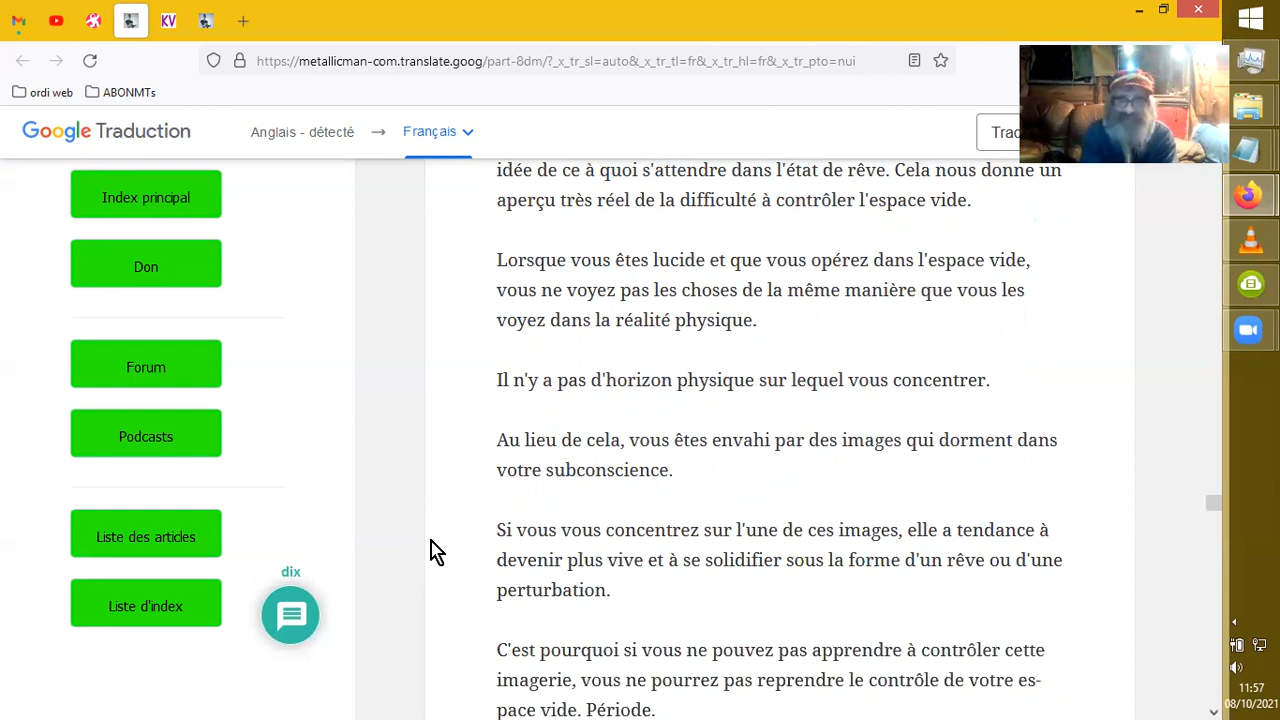 KV
https://metallicman-com.translate.goog/part-8dm/?_x_tr_sl=auto&_x_tr_tl=fr&_x_tr_hl=fr&_x_tr_pto=nui
ordi web
ABONMTs
Google Traduction
Anglais - détecté
Français
Trad
Index principal
Don
Forum
Podcasts
Liste des articles
Liste d'index
dix
idée de ce à quoi s'attendre dans l'état de rêve. Cela nous donne un
aperçu très réel de la difficulté à contrôler l'espace vide.
Lorsque vous êtes lucide et que vous opérez dans l'espace vide,
vous ne voyez pas les choses de la même manière que vous les
voyez dans la réalité physique.
Il n'y a pas d'horizon physique sur lequel vous concentrer.
Au lieu de cela, vous êtes envahi par des images qui dorment dans
votre subconscience.
Si vous vous concentrez sur l'une de ces images, elle a tendance à
devenir plus vive et à se solidifier sous la forme d'un rêve ou d'une
perturbation.
C'est pourquoi si vous ne pouvez pas apprendre à contrôler cette
imagerie, vous ne pourrez pas reprendre le contrôle de votre es-
pace vide. Période.
11:57
08/10/2021